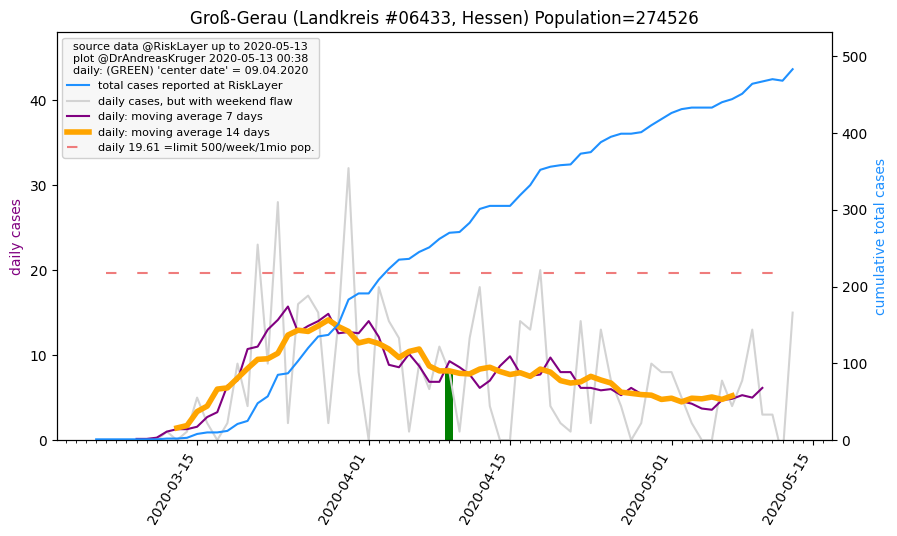 Groß-Gerau (Landkreis #06433, Hessen) Population=274526
source data @RiskLayer up to 2020-05-13
plot @DrAndreasKruger 2020-05-13 00:38
daily: (GREEN) 'center date' = 09.04.2020
total cases reported at RiskLayer
daily cases, but with weekend flaw
daily: moving average 7 days
daily: moving average 14 days
daily 19.61 =limit 500/week/1mio pop.
daily cases
40
30
20
10
0
500
400
300
200
100
0
cumulative total cases
2020-03-15
2020-04-01
2020-04-15
2020-05-01
2020-05-15